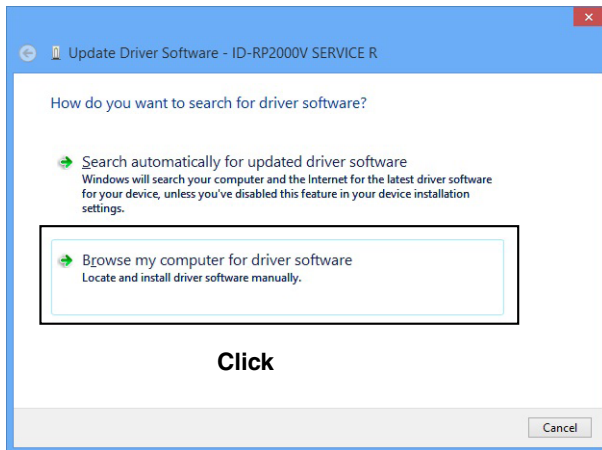 Update Driver Software - ID-RP2000V SERVICE R
How do you want to search for driver software?
Search automatically for updated driver software
Windows will search your computer and the Internet for the latest driver software
for your device, unless you've disabled this feature in your device installation
settings.
Browse my computer for driver software
Locate and install driver software manually.
Click
Cancel